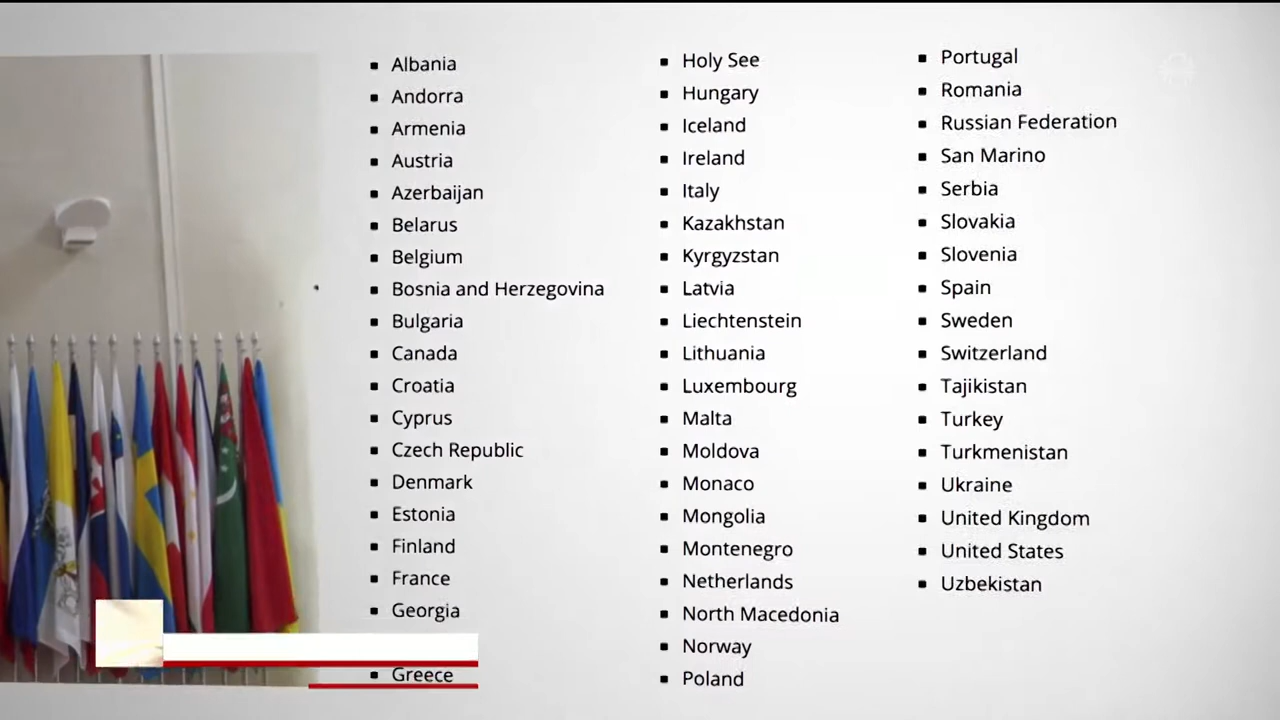 Albania
Andorra
Armenia
Austria
Azerbaijan
Belarus
Belgium
Bosnia and Herzegovina
Bulgaria
Canada
Croatia
Cyprus
Czech Republic
Denmark
Estonia
Finland
France
Georgia
Greece
Holy See
Hungary
Iceland
Ireland
Italy
Kazakhstan
Kyrgyzstan
Latvia
Liechtenstein
Lithuania
Luxembourg
Malta
Moldova
Monaco
Mongolia
Montenegro
Netherlands
North Macedonia
Norway
Poland
Portugal
Romania
Russian Federation
San Marino
Serbia
Slovakia
Slovenia
Spain
Sweden
Switzerland
Tajikistan
Turkey
Turkmenistan
Ukraine
United Kingdom
United States
Uzbekistan